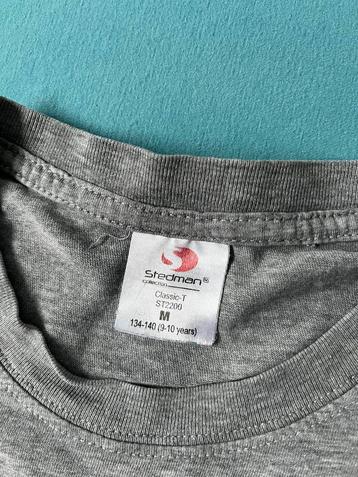 Stedman®
collection
Classic-T
ST2200
M
134-140 (9-10 years)